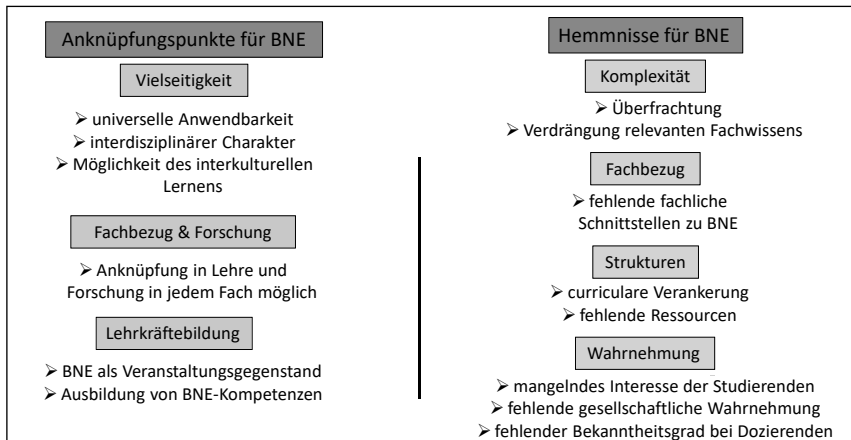 Anknüpfungspunkte für BNE
Vielseitigkeit
➢ universelle Anwendbarkeit
➢ interdisziplinärer Charakter
➢ Möglichkeit des interkulturellen
Lernens
Fachbezug & Forschung
➢ Anknüpfung in Lehre und
Forschung in jedem Fach möglich
Lehrkräftebildung
➢ BNE als Veranstaltungsgegenstand
➢ Ausbildung von BNE-Kompetenzen
Hemmnisse für BNE
Komplexität
➢ Überfrachtung
➢ Verdrängung relevanten Fachwissens
Fachbezug
➢ fehlende fachliche
Schnittstellen zu BNE
Strukturen
➢ curriculare Verankerung
➢ fehlende Ressourcen
Wahrnehmung
➢ mangelndes Interesse der Studierenden
➢ fehlende gesellschaftliche Wahrnehmung
➢ fehlender Bekanntheitsgrad bei Dozierenden